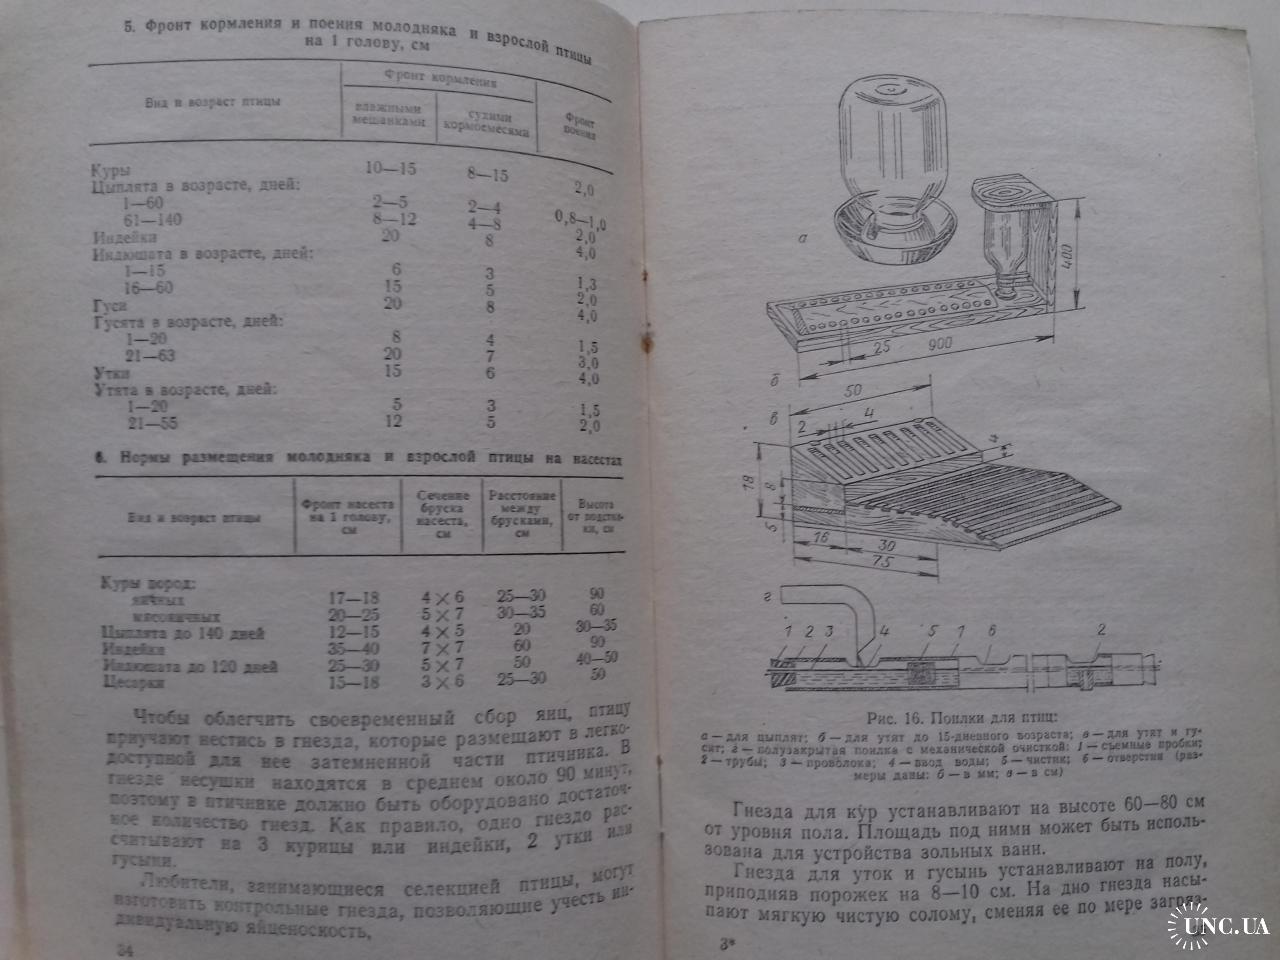 5. Фронт кормления и поения молодняка и взрослой птицы
на 1 голову, см
Вид и возраст птицы
Фронт кормления
влажными
мешанками
сухими
кормосмесями
Фронт
поения
Куры 10—15 8—15 2,0
Цыплята в возрасте, дней:
1—60 2—5 2—4 0,8—1,0
61—140 8—12 4—8 2,0
Индейки 20 8 4,0
Индюшата в возрасте, дней:
1—15 6 3 1,3
16—60 15 5 2,0
Гуси 20 8 4,0
Гусята в возрасте, дней:
1—20 8 4 1,5
21—63 20 7 3,0
Утки 15 6 4,0
Утята в возрасте, дней:
1—20 5 3 1,5
21—55 12 5 2,0
6. Нормы размещения молодняка и взрослой птицы на насестах
Вид и возраст птицы
Фронт насеста
на 1 голову,
см
Сечение
бруска
насеста,
см
Расстояние
между
брусками,
см
Высота
от подстил-
ки, см
Куры пород:
яичных 17—18 4×6 25—30 90
мясояичных 20—25 5×7 30—35 60
Цыплята до 140 дней 12—15 4×5 20 30—35
Индейки 35—40 7×7 60 90
Индюшата до 120 дней 25—30 5×7 50 40—50
Цесарки 15—18 3×6 25—30 50
Чтобы облегчить своевременный сбор яиц, птицу
приучают нестись в гнезда, которые размещают в легко-
доступной для нее затемненной части птичника. В
гнезде несушки находятся в среднем около 90 минут,
поэтому в птичнике должно быть оборудовано достаточ-
ное количество гнезд. Как правило, одно гнездо рас-
считывают на 3 курицы или индейки, 2 утки или
гусыни.
Любители, занимающиеся селекцией птицы, могут
изготовить контрольные гнезда, позволяющие учесть ин-
дивидуальную яйценоскость,
34
а
400
25 900
б
50
в 2 4
4
18 8
5
16 30
75
г
1 2 3 4 5 1 6 2
Рис. 16. Поилки для птиц:
а — для цыплят; б — для утят до 15-дневного возраста; в — для утят и гу-
сят; г — полузакрытая поилка с механической очисткой: 1 — съемные пробки;
2 — трубы; 3 — проволока; 4 — ввод воды; 5 — чистик; 6 — отверстия (раз-
меры даны: б — в мм; в — в см)
Гнезда для кур устанавливают на высоте 60—80 см
от уровня пола. Площадь под ними может быть исполь-
зована для устройства зольных ванн.
Гнезда для уток и гусынь устанавливают на полу,
приподняв порожек на 8—10 см. На дно гнезда насы-
пают мягкую чистую солому, сменяя ее по мере загряз-
3*
UNC.UA